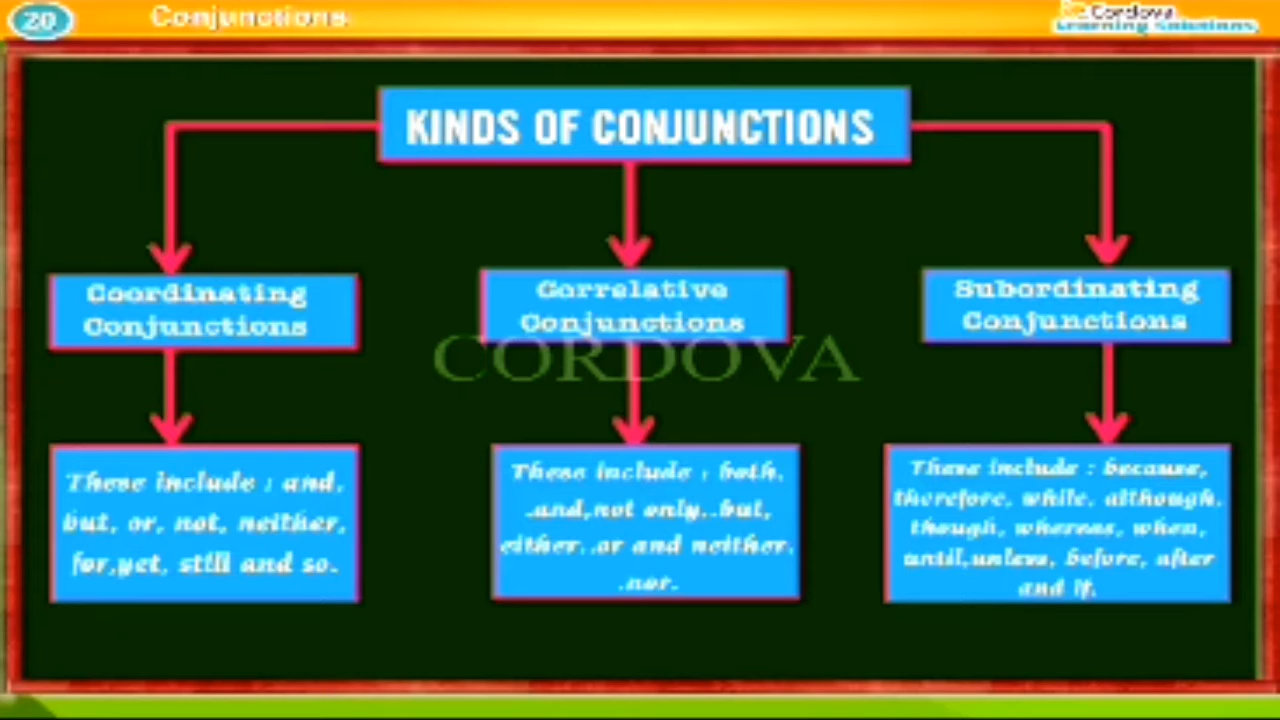 20
Conjunctions
Cordova
Learning Solutions
KINDS OF CONJUNCTIONS
Coordinating
Conjunctions
Correlative
Conjunctions
Subordinating
Conjunctions
CORDOVA
These include : and,
but, or, not, neither,
for,yet, still and so.
These include : both.
.and,not only..but,
either..or and neither.
.nor.
These include : because,
therefore, while, although,
though, whereas, when,
until,unless, before, after
and if.